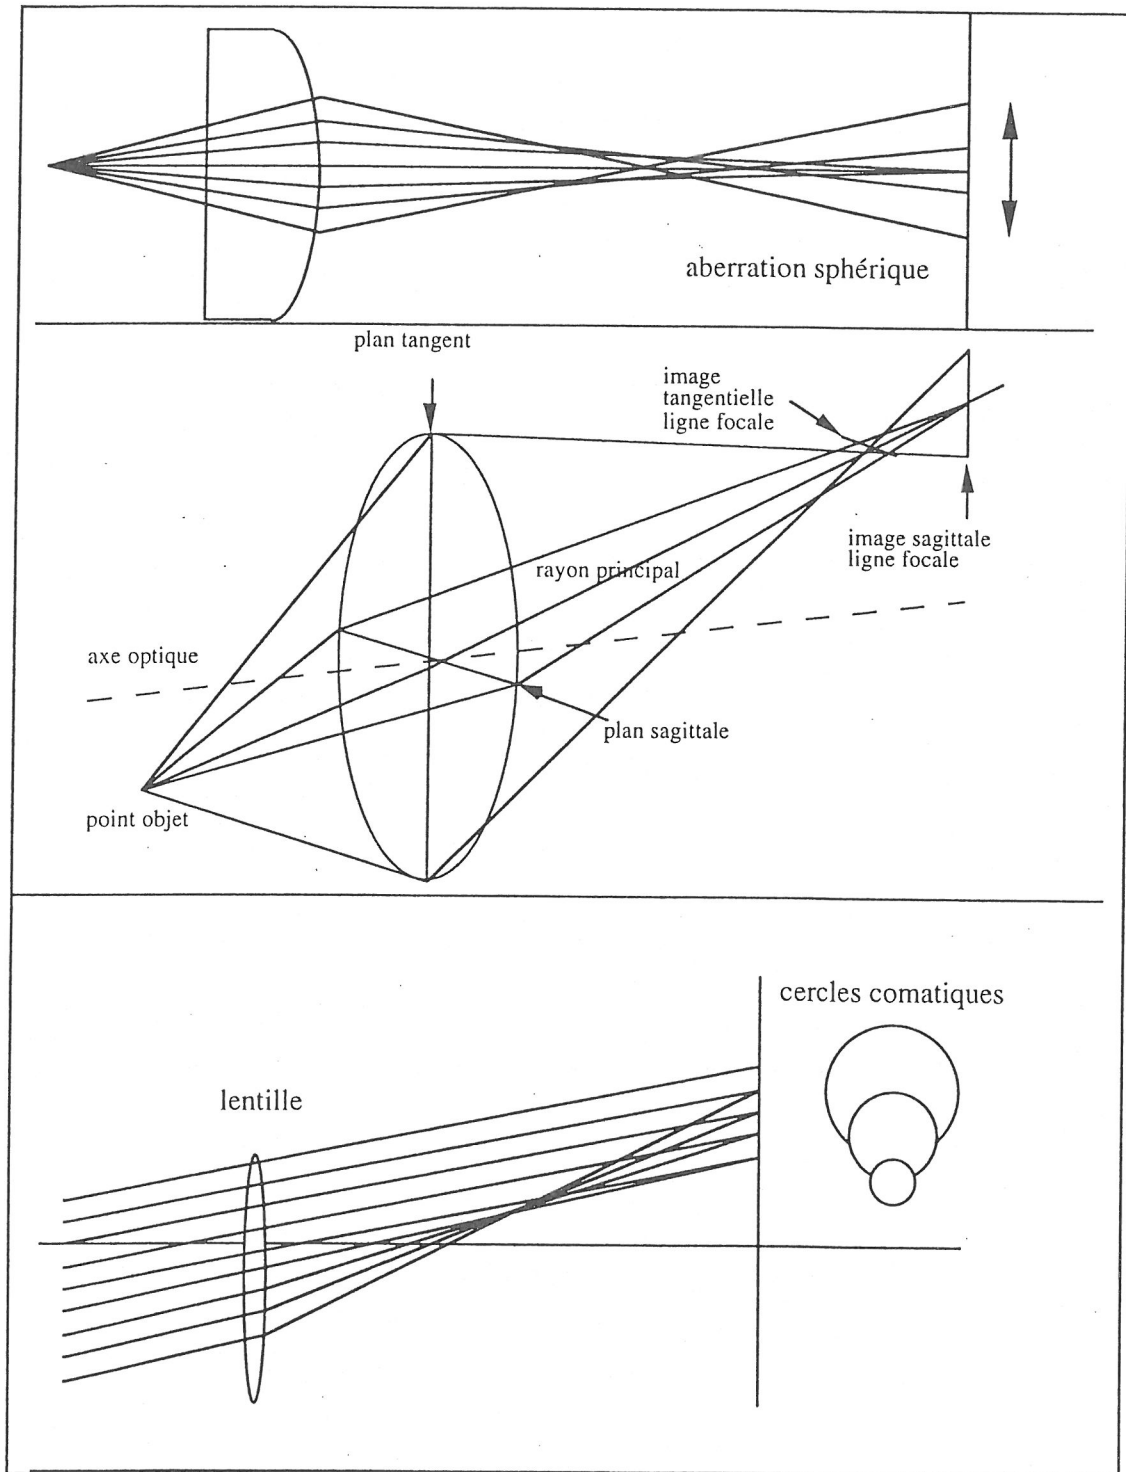 aberration sphérique
plan tangent
image
tangentielle
ligne focale
image sagittale
ligne focale
rayon principal
axe optique
plan sagittale
point objet
cercles comatiques
lentille